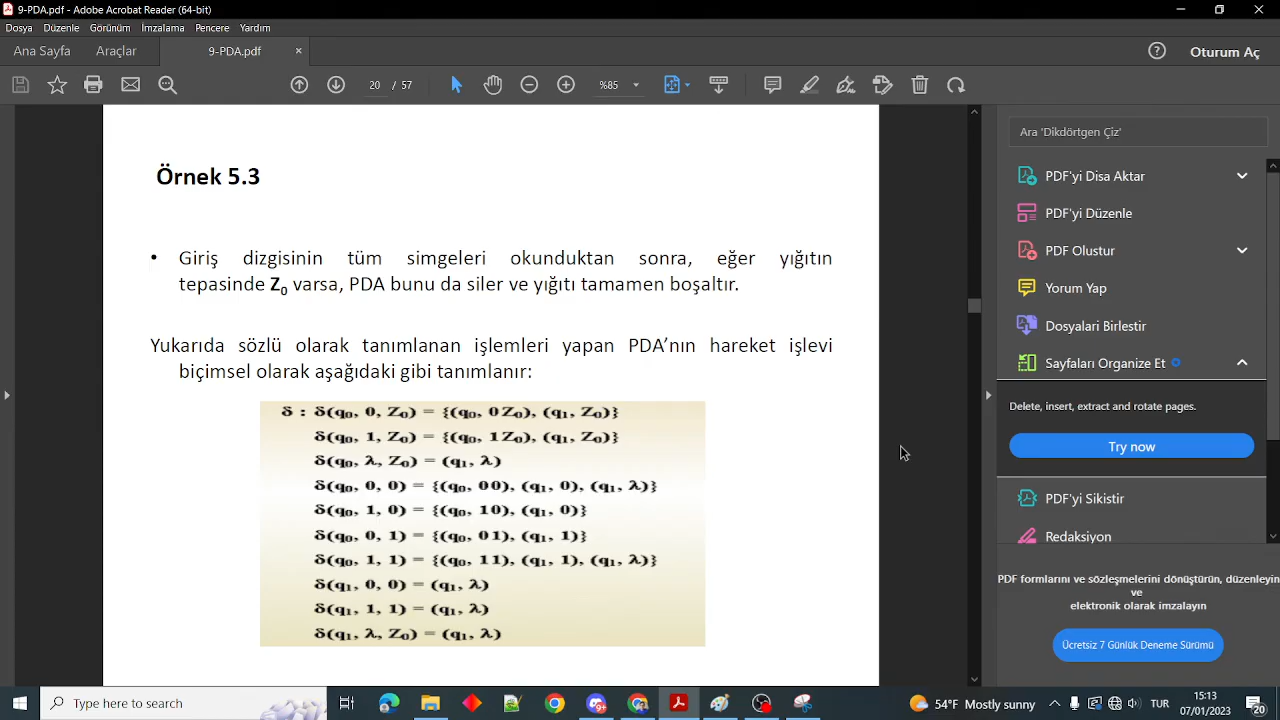 9-PDA.pdf - Adobe Acrobat Reader (64-bit)
Dosya Düzenle Görünüm İmzalama Pencere Yardım
Ana Sayfa Araçlar 9-PDA.pdf × ? Oturum Aç
20 / 57 %85
Örnek 5.3
• Giriş dizgisinin tüm simgeleri okunduktan sonra, eğer yığıtın
tepasinde Z₀ varsa, PDA bunu da siler ve yığıtı tamamen boşaltır.
Yukarıda sözlü olarak tanımlanan işlemleri yapan PDA’nın hareket işlevi
biçimsel olarak aşağıdaki gibi tanımlanır:
δ : δ(q₀, 0, Z₀) = {(q₀, 0Z₀), (q₁, Z₀)}
δ(q₀, 1, Z₀) = {(q₀, 1Z₀), (q₁, Z₀)}
δ(q₀, λ, Z₀) = (q₁, λ)
δ(q₀, 0, 0) = {(q₀, 00), (q₁, 0), (q₁, λ)}
δ(q₀, 1, 0) = {(q₀, 10), (q₁, 0)}
δ(q₀, 0, 1) = {(q₀, 01), (q₁, 1)}
δ(q₀, 1, 1) = {(q₀, 11), (q₁, 1), (q₁, λ)}
δ(q₁, 0, 0) = (q₁, λ)
δ(q₁, 1, 1) = (q₁, λ)
δ(q₁, λ, Z₀) = (q₁, λ)
Ara 'Dikdörtgen Çiz'
PDF'yi Disa Aktar
PDF'yi Düzenle
PDF Olustur
Yorum Yap
Dosyalari Birlestir
Sayfaları Organize Et
Delete, insert, extract and rotate pages.
Try now
PDF'yi Sikistir
Redaksiyon
PDF formlarını ve sözleşmelerini dönüştürün, düzenleyin
ve
elektronik olarak imzalayın
Ücretsiz 7 Günlük Deneme Sürümü
Type here to search
54°F Mostly sunny
TUR
15:13
07/01/2023
20